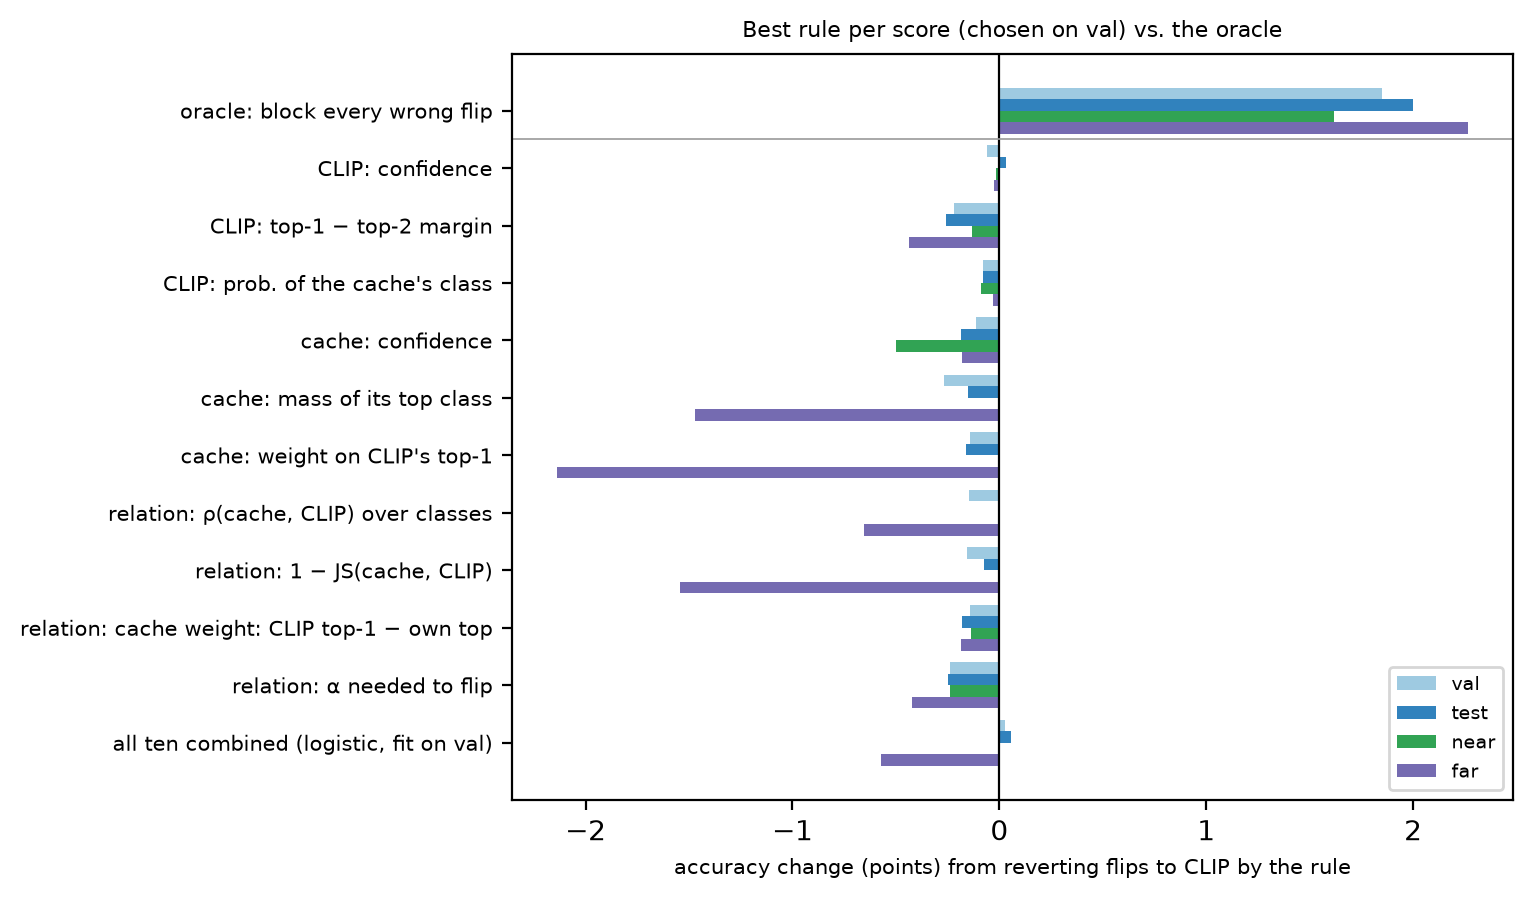 Best rule per score (chosen on val) vs. the oracle
oracle: block every wrong flip
CLIP: confidence
CLIP: top-1 − top-2 margin
CLIP: prob. of the cache's class
cache: confidence
cache: mass of its top class
cache: weight on CLIP's top-1
relation: ρ(cache, CLIP) over classes
relation: 1 − JS(cache, CLIP)
relation: cache weight: CLIP top-1 − own top
relation: α needed to flip
all ten combined (logistic, fit on val)
val
test
near
far
−2 −1 0 1 2
accuracy change (points) from reverting flips to CLIP by the rule